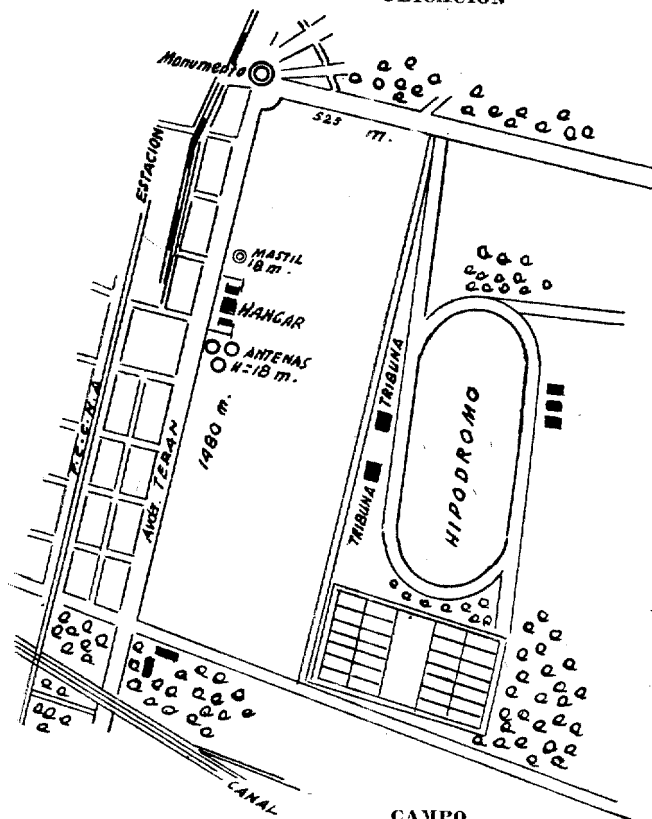 Monumento
525 m.
ESTACION
MASTIL
18 m.
HANGAR
ANTENAS
H=18 m.
1480 m.
AVDA. TERAN
TRIBUNA
TRIBUNA
HIPODROMO
CANAL
CAMPO